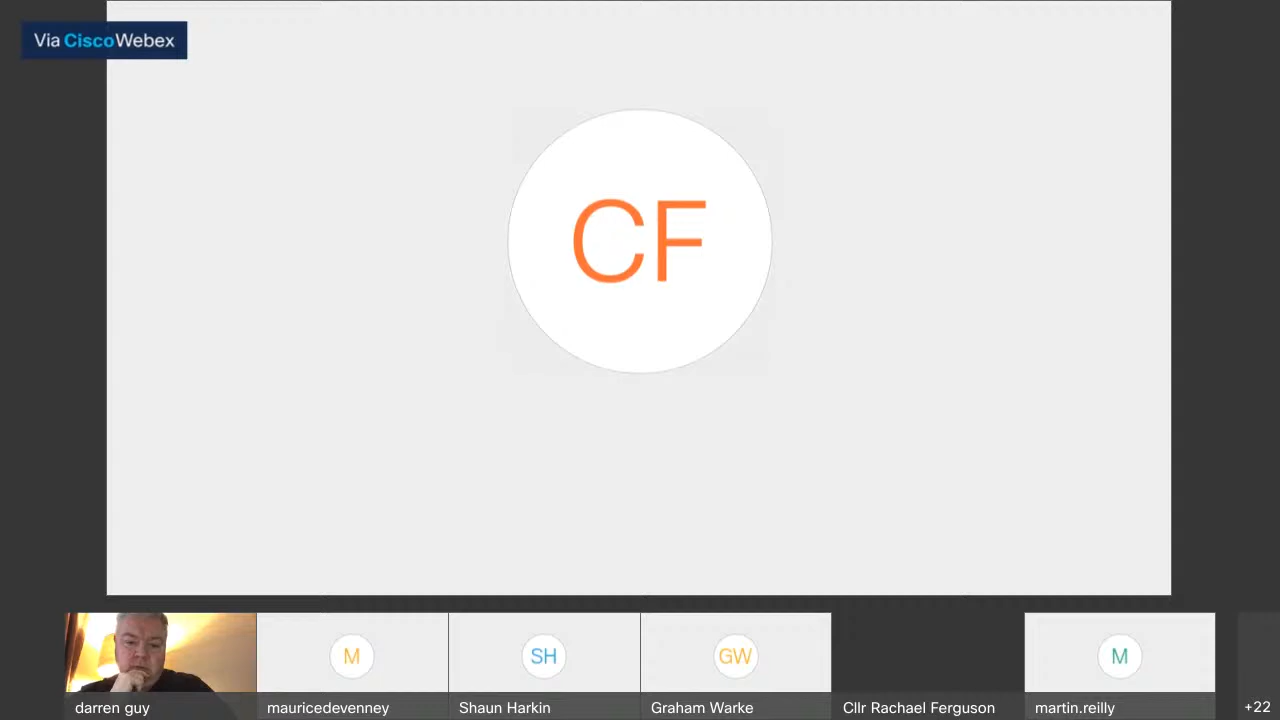 Via CiscoWebex
CF
M
SH
GW
M
darren guy
mauricedevenney
Shaun Harkin
Graham Warke
Cllr Rachael Ferguson
martin.reilly
+22